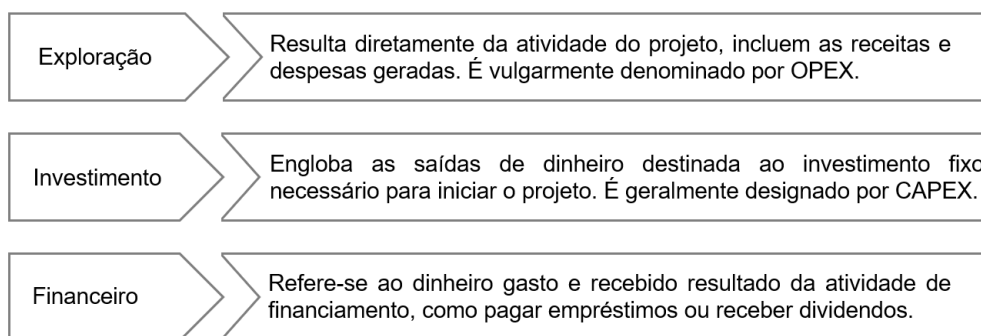 Exploração
Resulta diretamente da atividade do projeto, incluem as receitas e
despesas geradas. É vulgarmente denominado por OPEX.
Investimento
Engloba as saídas de dinheiro destinada ao investimento fixo
necessário para iniciar o projeto. É geralmente designado por CAPEX.
Financeiro
Refere-se ao dinheiro gasto e recebido resultado da atividade de
financiamento, como pagar empréstimos ou receber dividendos.